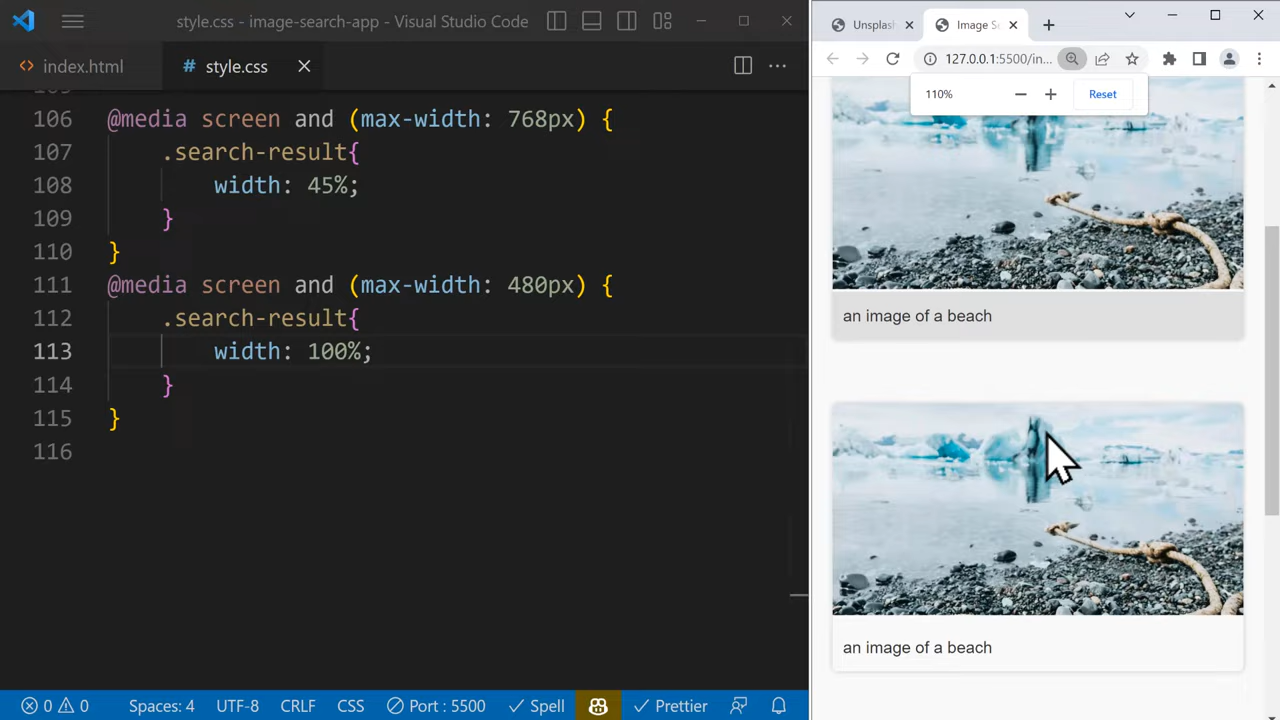 style.css - image-search-app - Visual Studio Code
index.html
# style.css
106 @media screen and (max-width: 768px) {
107 .search-result{
108 width: 45%;
109 }
110 }
111 @media screen and (max-width: 480px) {
112 .search-result{
113 width: 100%;
114 }
115 }
116
0 0 Spaces: 4 UTF-8 CRLF CSS Port : 5500 Spell Prettier
Unsplash
Image S
127.0.0.1:5500/in...
110% Reset
an image of a beach
an image of a beach